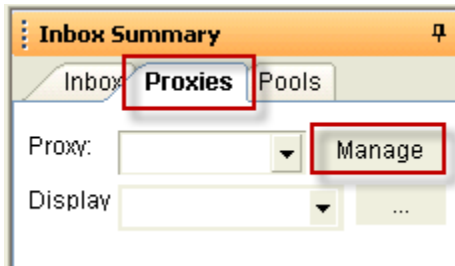 Inbox Summary
Inbox Proxies Pools
Proxy: Manage
Display ...